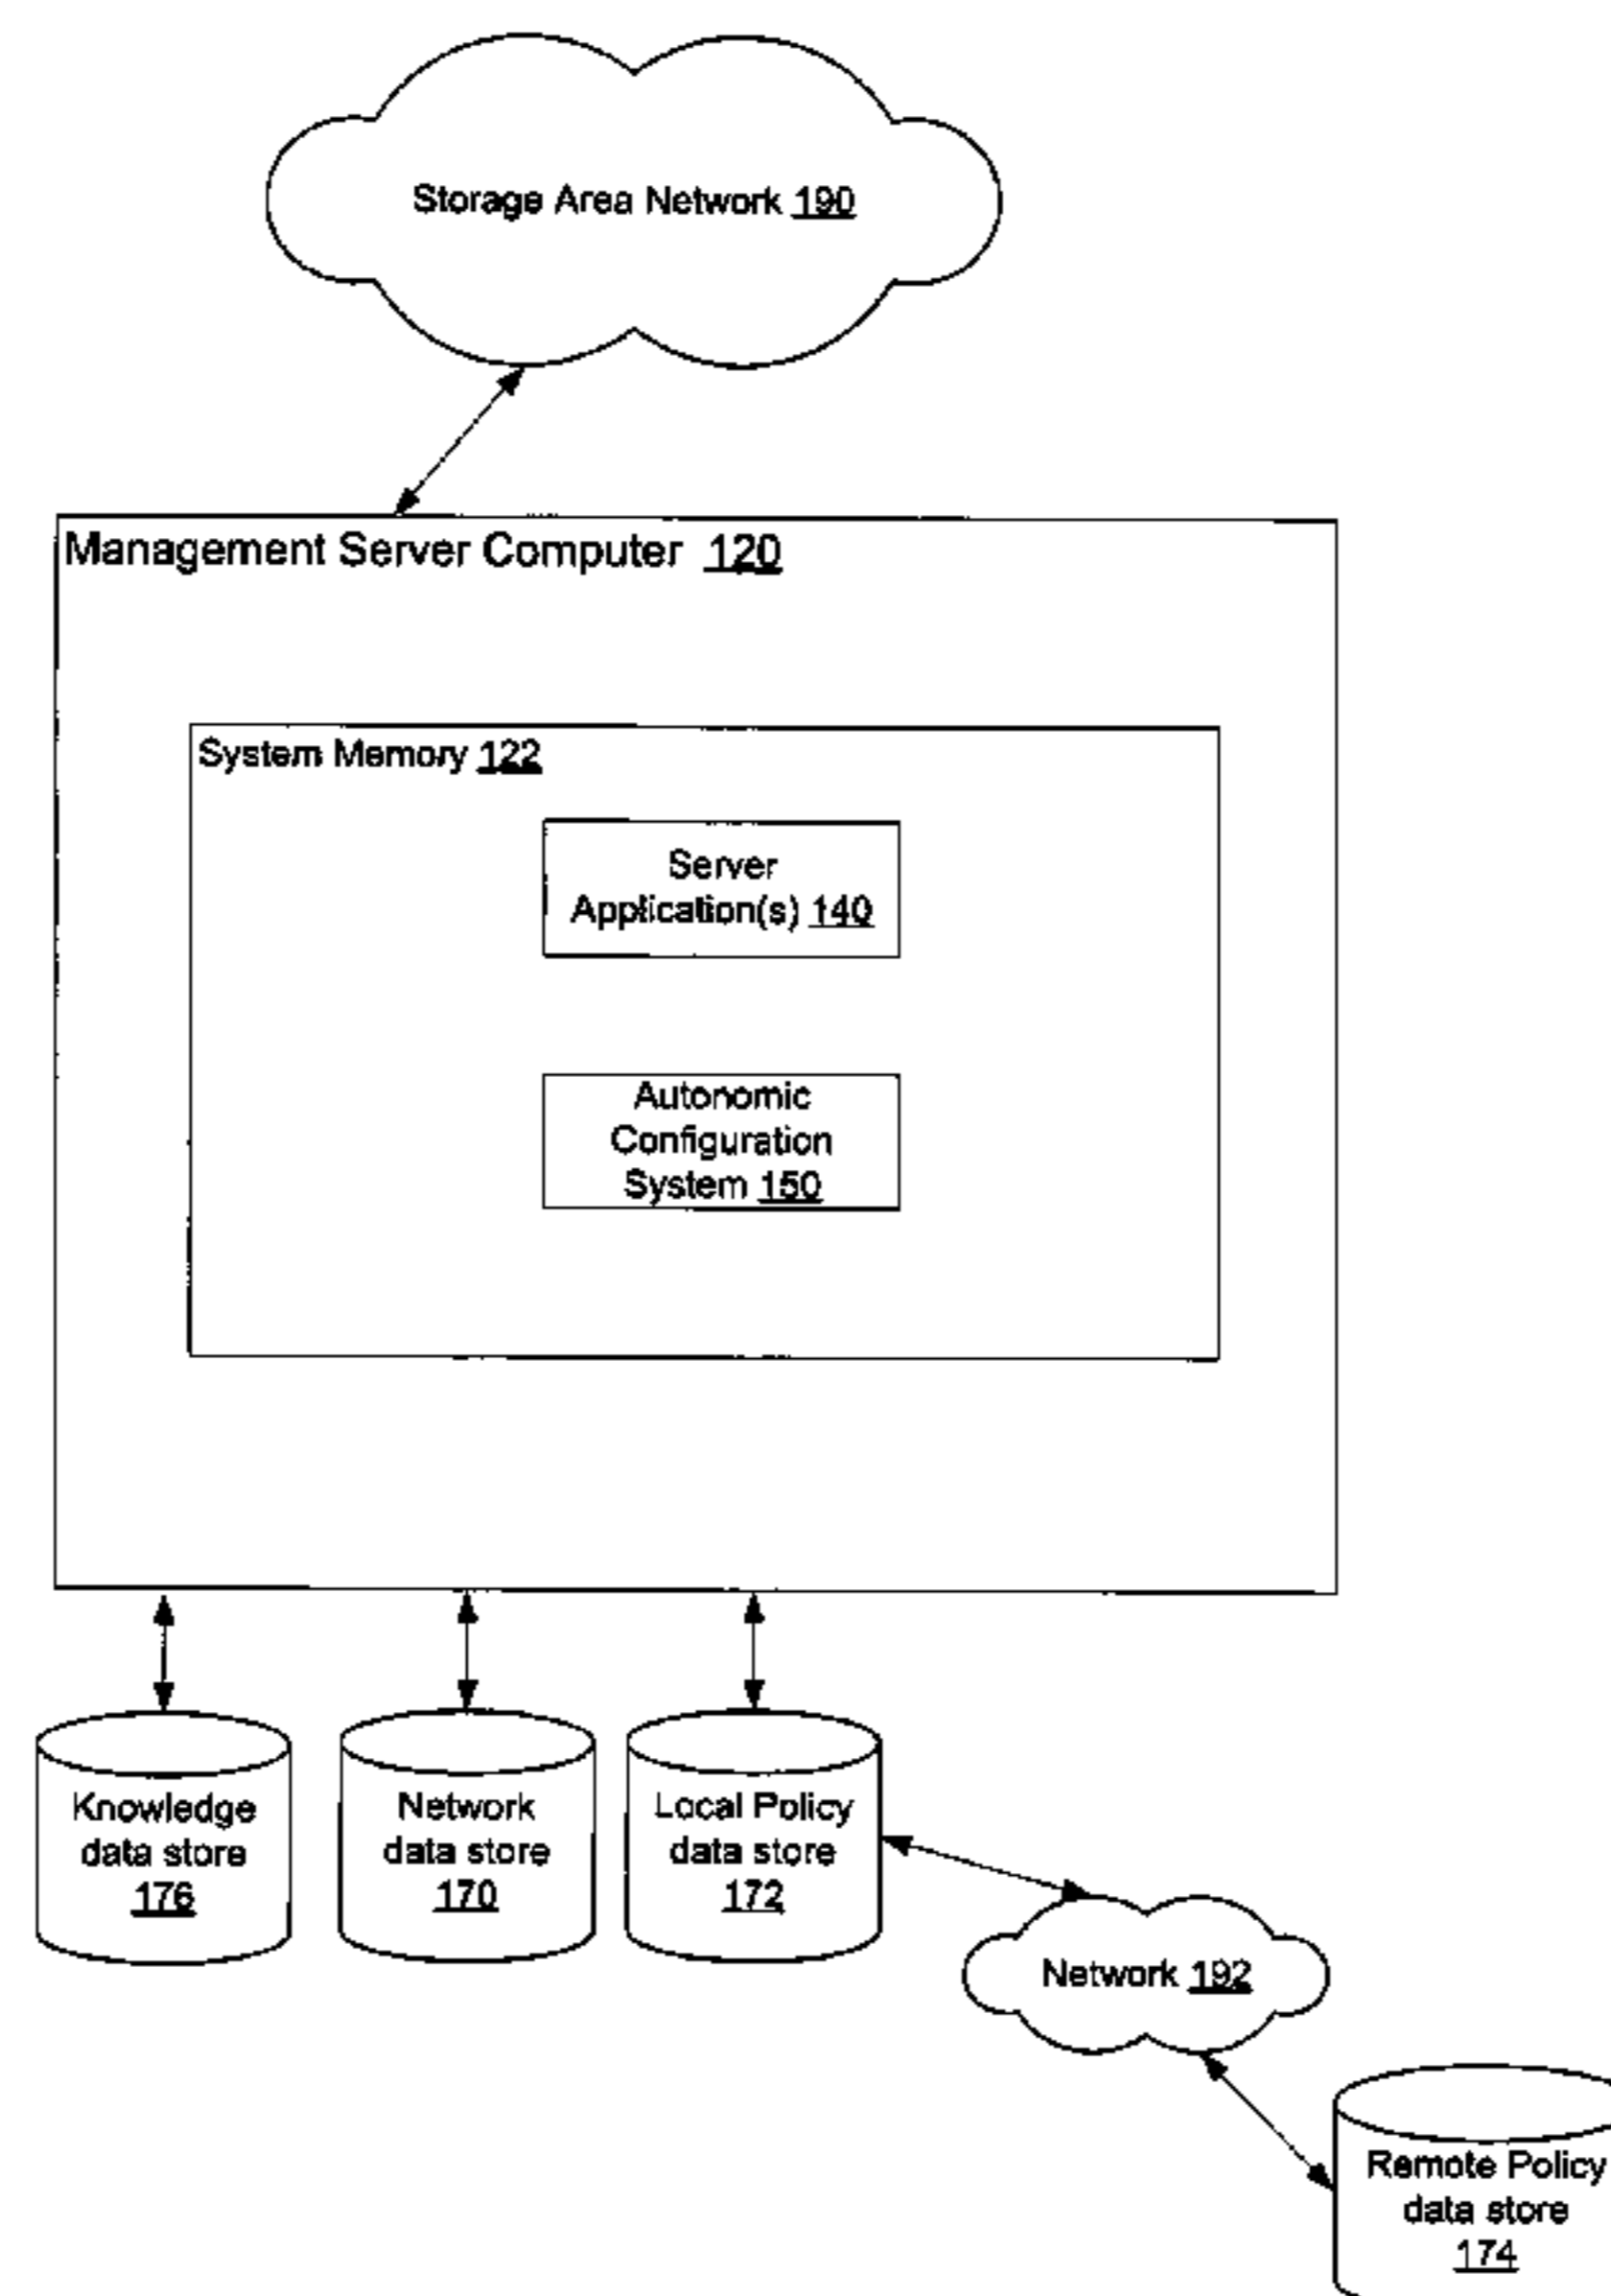 Storage Area Network 190
Management Server Computer 120
System Memory 122
Server
Application(s) 140
Autonomic
Configuration
System 150
Knowledge
data store
176
Network
data store
170
Local Policy
data store
172
Network 192
Remote Policy
data store
174